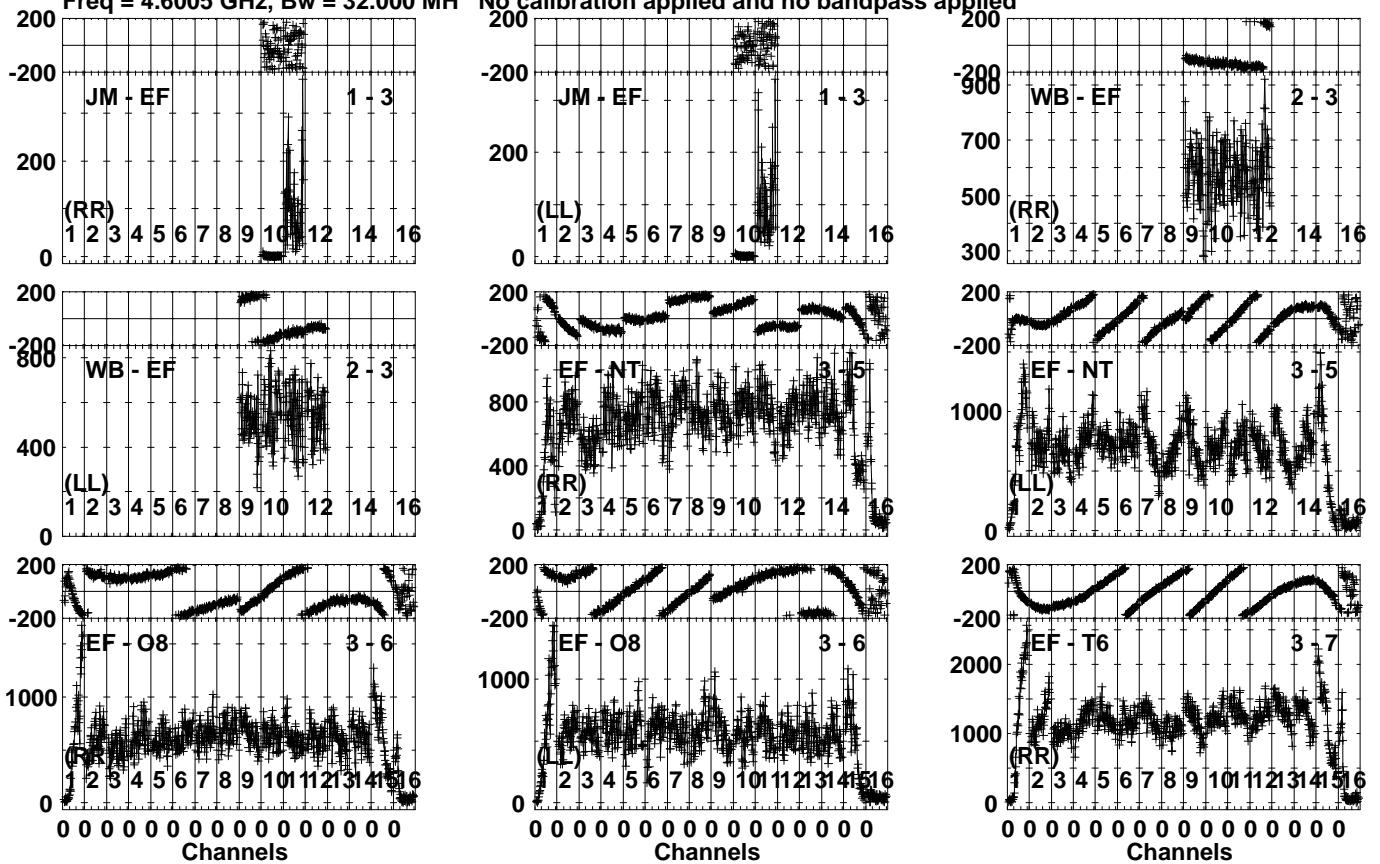 Freq = 4.6005 GHz, Bw = 32.000 MH No calibration applied and no bandpass applied
200
-200
JM - EF 1 - 3
200
(RR)
1 2 3 4 5 6 7 8 9 10 12 14 16
0
200
-200
JM - EF 1 - 3
200
(LL)
1 2 3 4 5 6 7 8 9 10 12 14 16
0
200
-200
900
WB - EF 2 - 3
700
500
(RR)
1 2 3 4 5 6 7 8 9 10 12 14 16
300
200
-200
800
WB - EF 2 - 3
400
(LL)
1 2 3 4 5 6 7 8 9 10 12 14 16
0
200
-200
EF - NT 3 - 5
800
400
(RR)
1 2 3 4 5 6 7 8 9 10 12 14 16
0
200
-200
EF - NT 3 - 5
1000
(LL)
1 2 3 4 5 6 7 8 9 10 12 14 16
0
200
-200
EF - O8 3 - 6
1000
(RR)
1 2 3 4 5 6 7 8 9 10 11 12 13 14 15 16
0
0 0 0 0 0 0 0 0 0 0 0 0 0 0 0 0
Channels
200
-200
EF - O8 3 - 6
1000
(LL)
1 2 3 4 5 6 7 8 9 10 12 13 14 15 16
0
0 0 0 0 0 0 0 0 0 0 0 0 0 0 0 0
Channels
200
-200
EF - T6 3 - 7
2000
1000
(RR)
1 2 3 4 5 6 7 8 9 10 11 12 13 14 15 16
0
0 0 0 0 0 0 0 0 0 0 0 0 0 0 0 0
Channels